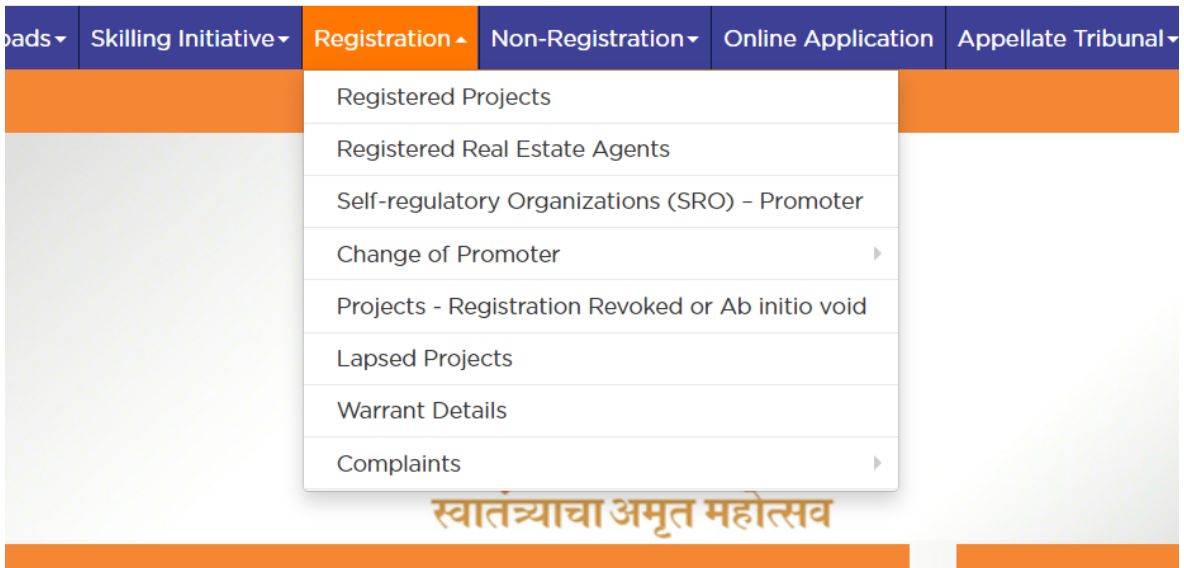 Skilling Initiative Registration Non-Registration Online Application Appellate Tribunal
Registered Projects
Registered Real Estate Agents
Self-regulatory Organizations (SRO) – Promoter
Change of Promoter
Projects - Registration Revoked or Ab initio void
Lapsed Projects
Warrant Details
Complaints
स्वातंत्र्याचा अमृत महोत्सव